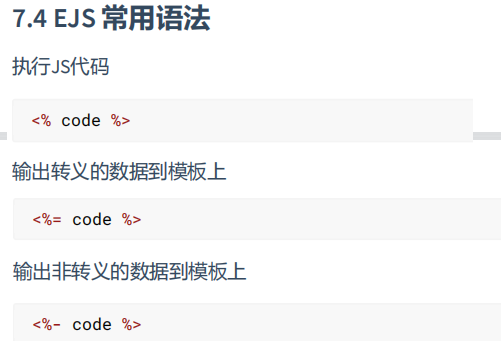 7.4 EJS 常用语法
执行JS代码
<% code %>
输出转义的数据到模板上
<%= code %>
输出非转义的数据到模板上
<%- code %>